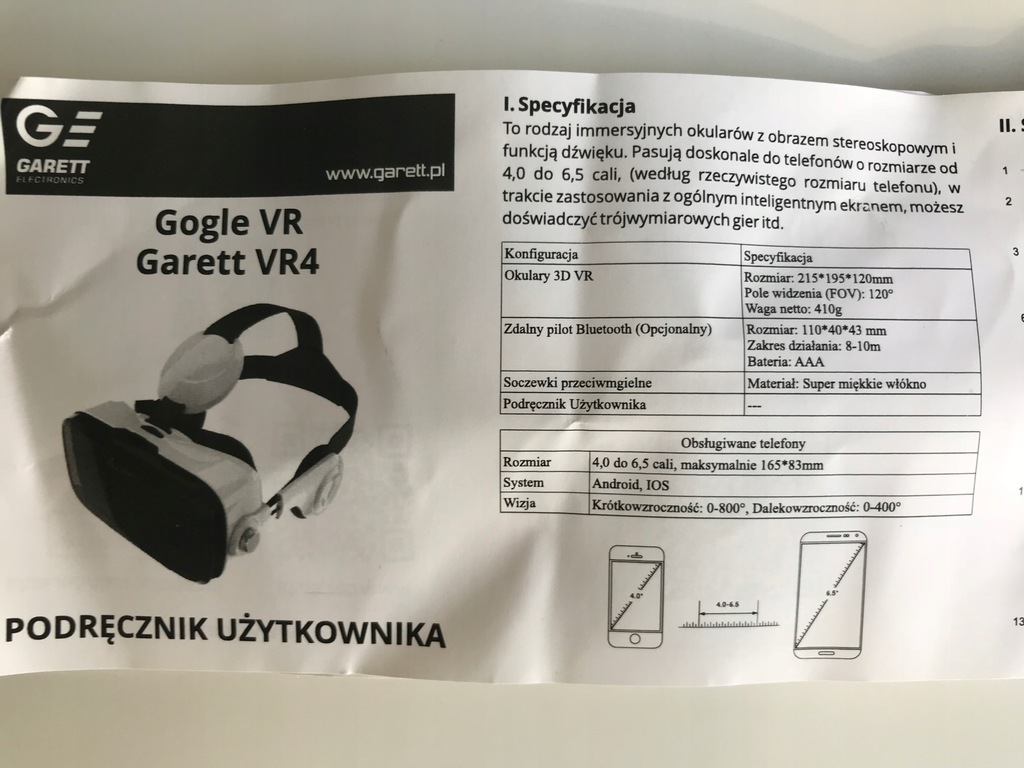 GE
GARETT
ELECTRONICS
www.garett.pl
Gogle VR
Garett VR4
PODRĘCZNIK UŻYTKOWNIKA
I. Specyfikacja
To rodzaj immersyjnych okularów z obrazem stereoskopowym i
funkcją dźwięku. Pasują doskonale do telefonów o rozmiarze od
4,0 do 6,5 cali, (według rzeczywistego rozmiaru telefonu), w
trakcie zastosowania z ogólnym inteligentnym ekranem, możesz
doświadczyć trójwymiarowych gier itd.
Konfiguracja Specyfikacja
Okulary 3D VR Rozmiar: 215*195*120mm
Pole widzenia (FOV): 120°
Waga netto: 410g
Zdalny pilot Bluetooth (Opcjonalny) Rozmiar: 110*40*43 mm
Zakres działania: 8-10m
Bateria: AAA
Soczewki przeciwmgielne Materiał: Super miękkie włókno
Podręcznik Użytkownika ---
Obsługiwane telefony
Rozmiar 4,0 do 6,5 cali, maksymalnie 165*83mm
System Android, IOS
Wizja Krótkowzroczność: 0-800°, Dalekowzroczność: 0-400°
4.0"
4.0-6.5
6.5"
II.
1
2
3
13